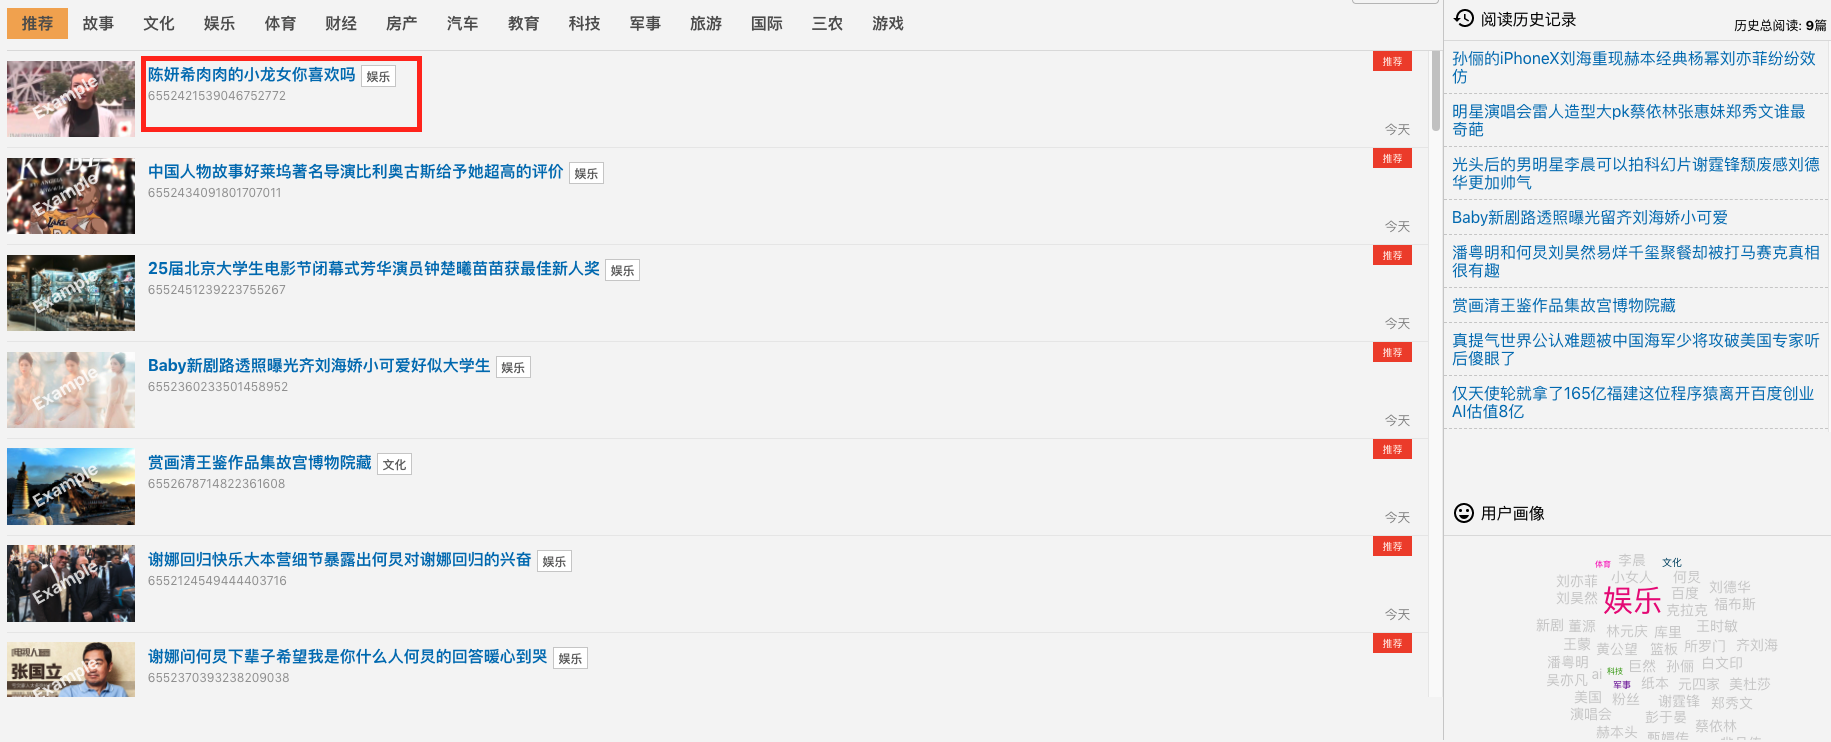 推荐 故事 文化 娱乐 体育 财经 房产 汽车 教育 科技 军事 旅游 国际 三农 游戏
陈妍希肉肉的小龙女你喜欢吗 娱乐
推荐
6552421539046752772
今天
Example
中国人物故事好莱坞著名导演比利奥古斯给予她超高的评价 娱乐
推荐
6552434091801707011
今天
Example
25届北京大学生电影节闭幕式芳华演员钟楚曦苗苗获最佳新人奖 娱乐
推荐
6552451239223755267
今天
Example
Baby新剧路透照曝光齐刘海娇小可爱好似大学生 娱乐
推荐
6552360233501458952
今天
Example
赏画清王鉴作品集故宫博物院藏 文化
推荐
6552678714822361608
今天
Example
谢娜回归快乐大本营细节暴露出何炅对谢娜回归的兴奋 娱乐
推荐
6552124549444403716
今天
Example
谢娜问何炅下辈子希望我是你什么人何炅的回答暖心到哭 娱乐
推荐
6552370393238209038
张国立
Example
阅读历史记录
历史总阅读: 9篇
孙俪的iPhoneX刘海重现赫本经典杨幂刘亦菲纷纷效
仿
明星演唱会雷人造型大pk蔡依林张惠妹郑秀文谁最
奇葩
光头后的男明星李晨可以拍科幻片谢霆锋颓废感刘德
华更加帅气
Baby新剧路透照曝光留齐刘海娇小可爱
潘粤明和何炅刘昊然易烊千玺聚餐却被打马赛克真相
很有趣
赏画清王鉴作品集故宫博物院藏
真提气世界公认难题被中国海军少将攻破美国专家听
后傻眼了
仅天使轮就拿了165亿福建这位程序猿离开百度创业
AI估值8亿
用户画像
体育 李晨 文化
刘亦菲 小女人 何炅
刘昊然 娱乐 百度 刘德华
克拉克 福布斯
新剧 董源 林元庆 库里 王时敏
王蒙 黄公望 篮板 所罗门 齐刘海
潘粤明 巨然 孙俪 白文印
吴亦凡 ai 科技 军事 纸本 元四家 美杜莎
美国 粉丝 谢霆锋 郑秀文
演唱会 彭于晏 蔡依林
赫本头